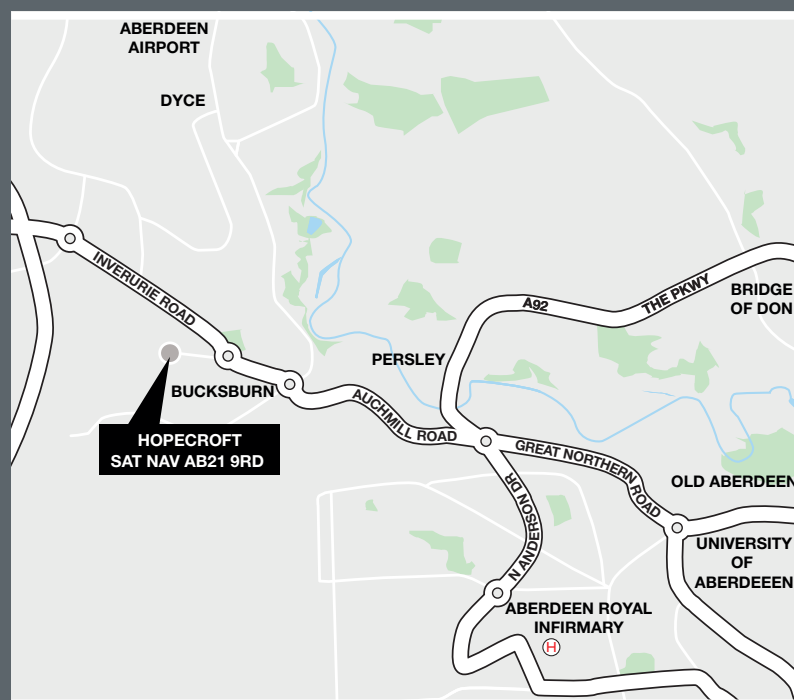 ABERDEEN
AIRPORT
DYCE
INVERURIE ROAD
A92
THE PKWY
BRIDGE
OF DON
PERSLEY
BUCKSBURN
AUCHMILL ROAD
HOPECROFT
SAT NAV AB21 9RD
GREAT NORTHERN ROAD
OLD ABERDEEN
N ANDERSON DR
UNIVERSITY
OF
ABERDEEEN
ABERDEEN ROYAL
INFIRMARY
H